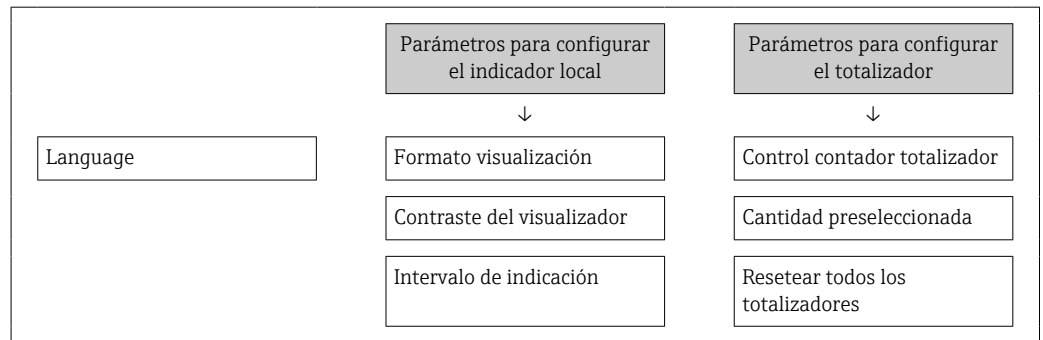 Parámetros para configurar
el indicador local
Parámetros para configurar
el totalizador
↓
↓
Language
Formato visualización
Control contador totalizador
Contraste del visualizador
Cantidad preseleccionada
Intervalo de indicación
Resetear todos los
totalizadores